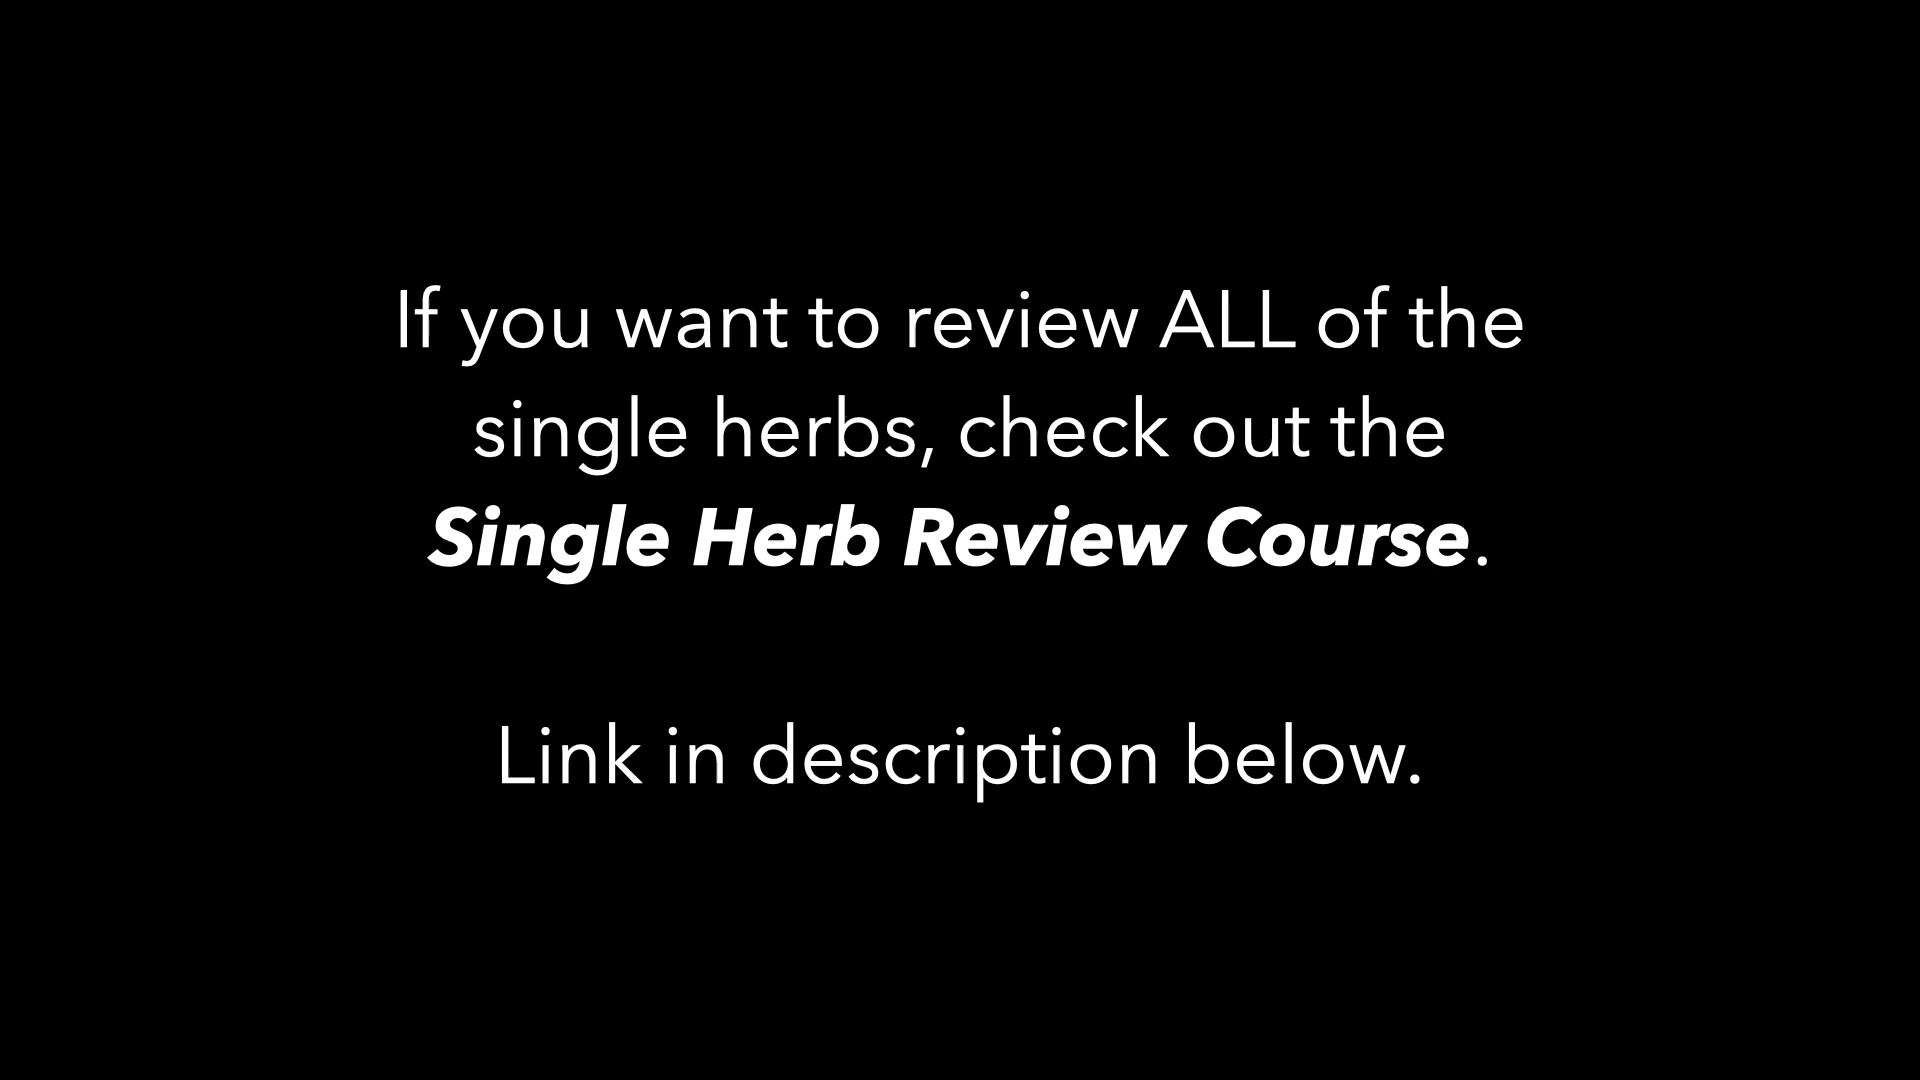 If you want to review ALL of the
single herbs, check out the
Single Herb Review Course.
Link in description below.